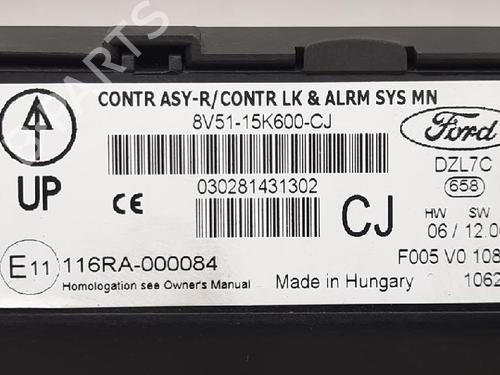 CONTR ASY-R/CONTR LK & ALRM SYS MN
8V51-15K600-CJ
Ford
DZL7C
658
UP
CE
030281431302
CJ
HW SW
06 / 12.0
E11 116RA-000084
F005 V0 108
Homologation see Owner's Manual
Made in Hungary
1062